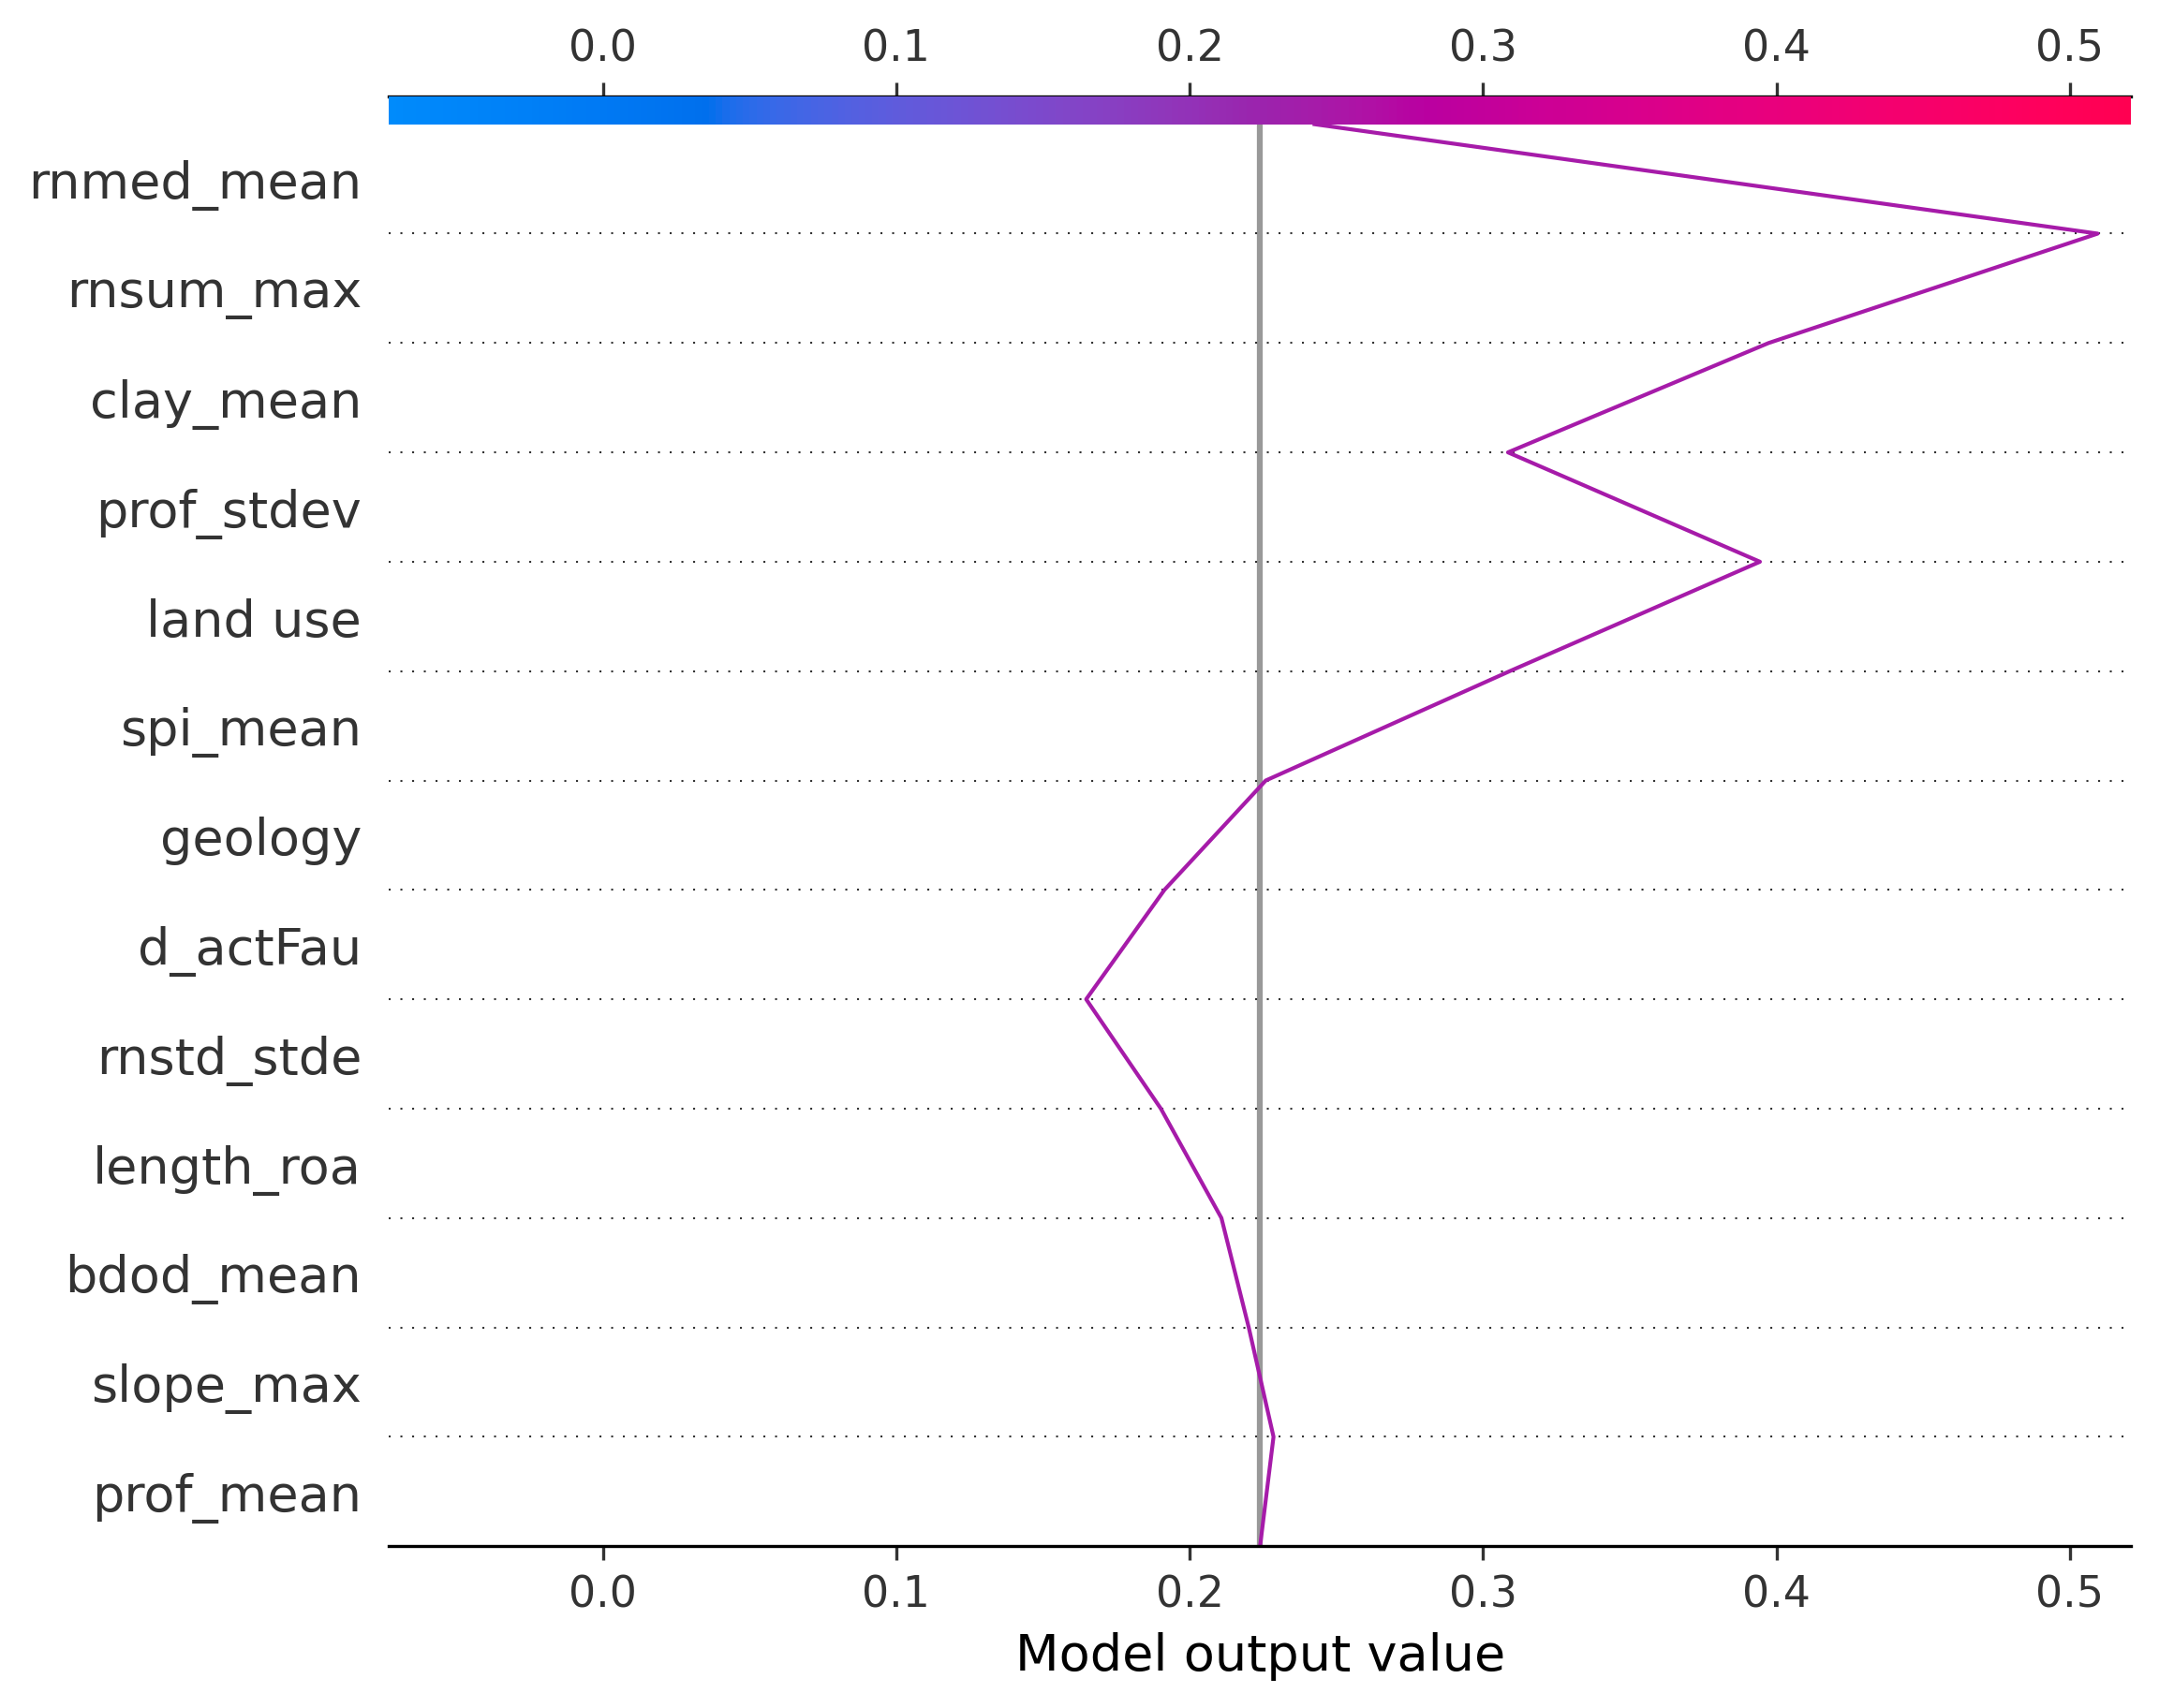 0.0 0.1 0.2 0.3 0.4 0.5
rnmed_mean
rnsum_max
clay_mean
prof_stdev
land use
spi_mean
geology
d_actFau
rnstd_stde
length_roa
bdod_mean
slope_max
prof_mean
0.0 0.1 0.2 0.3 0.4 0.5
Model output value